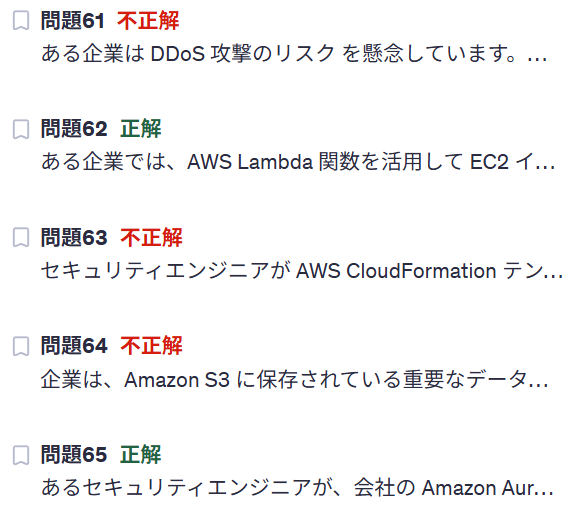 問題61 不正解
ある企業は DDoS 攻撃のリスク を懸念しています。...
問題62 正解
ある企業では、AWS Lambda 関数を活用して EC2 イ...
問題63 不正解
セキュリティエンジニアが AWS CloudFormation テン...
問題64 不正解
企業は、Amazon S3 に保存されている重要なデータ...
問題65 正解
あるセキュリティエンジニアが、会社の Amazon Aur...